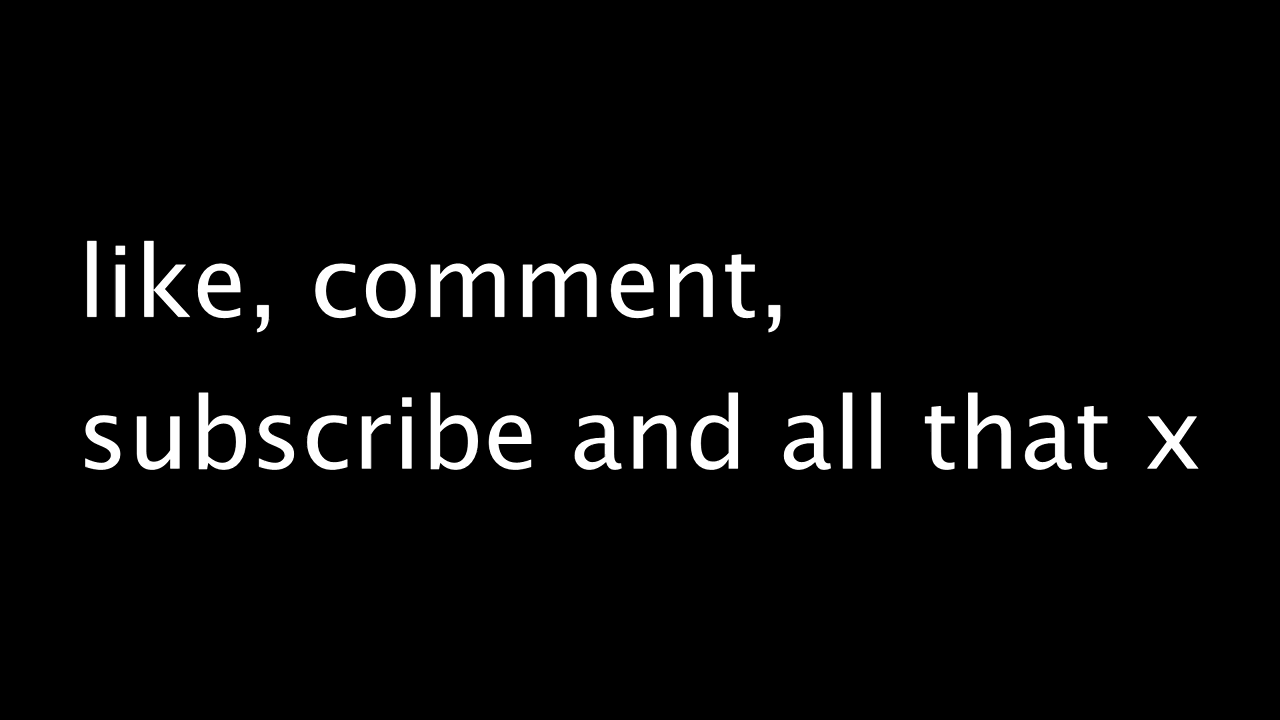 like, comment,
subscribe and all that x